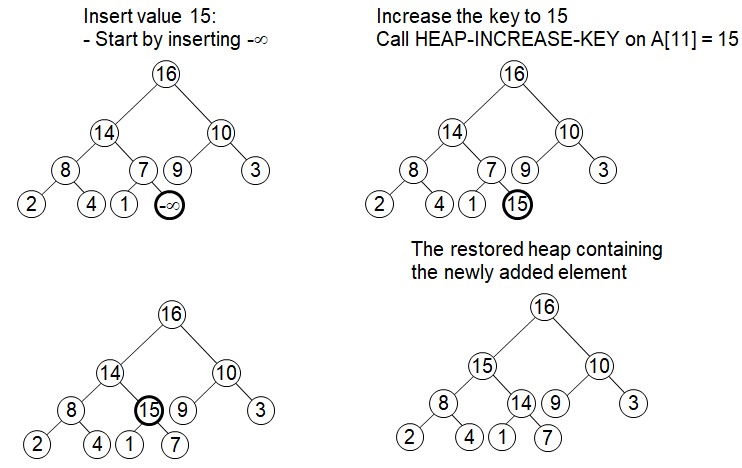 Insert value 15:
- Start by inserting -∞
16
14 10
8 7 9 3
2 4 1 -∞
Increase the key to 15
Call HEAP-INCREASE-KEY on A[11] = 15
16
14 10
8 7 9 3
2 4 1 15
16
14 10
8 15 9 3
2 4 1 7
The restored heap containing
the newly added element
16
15 10
8 14 9 3
2 4 1 7